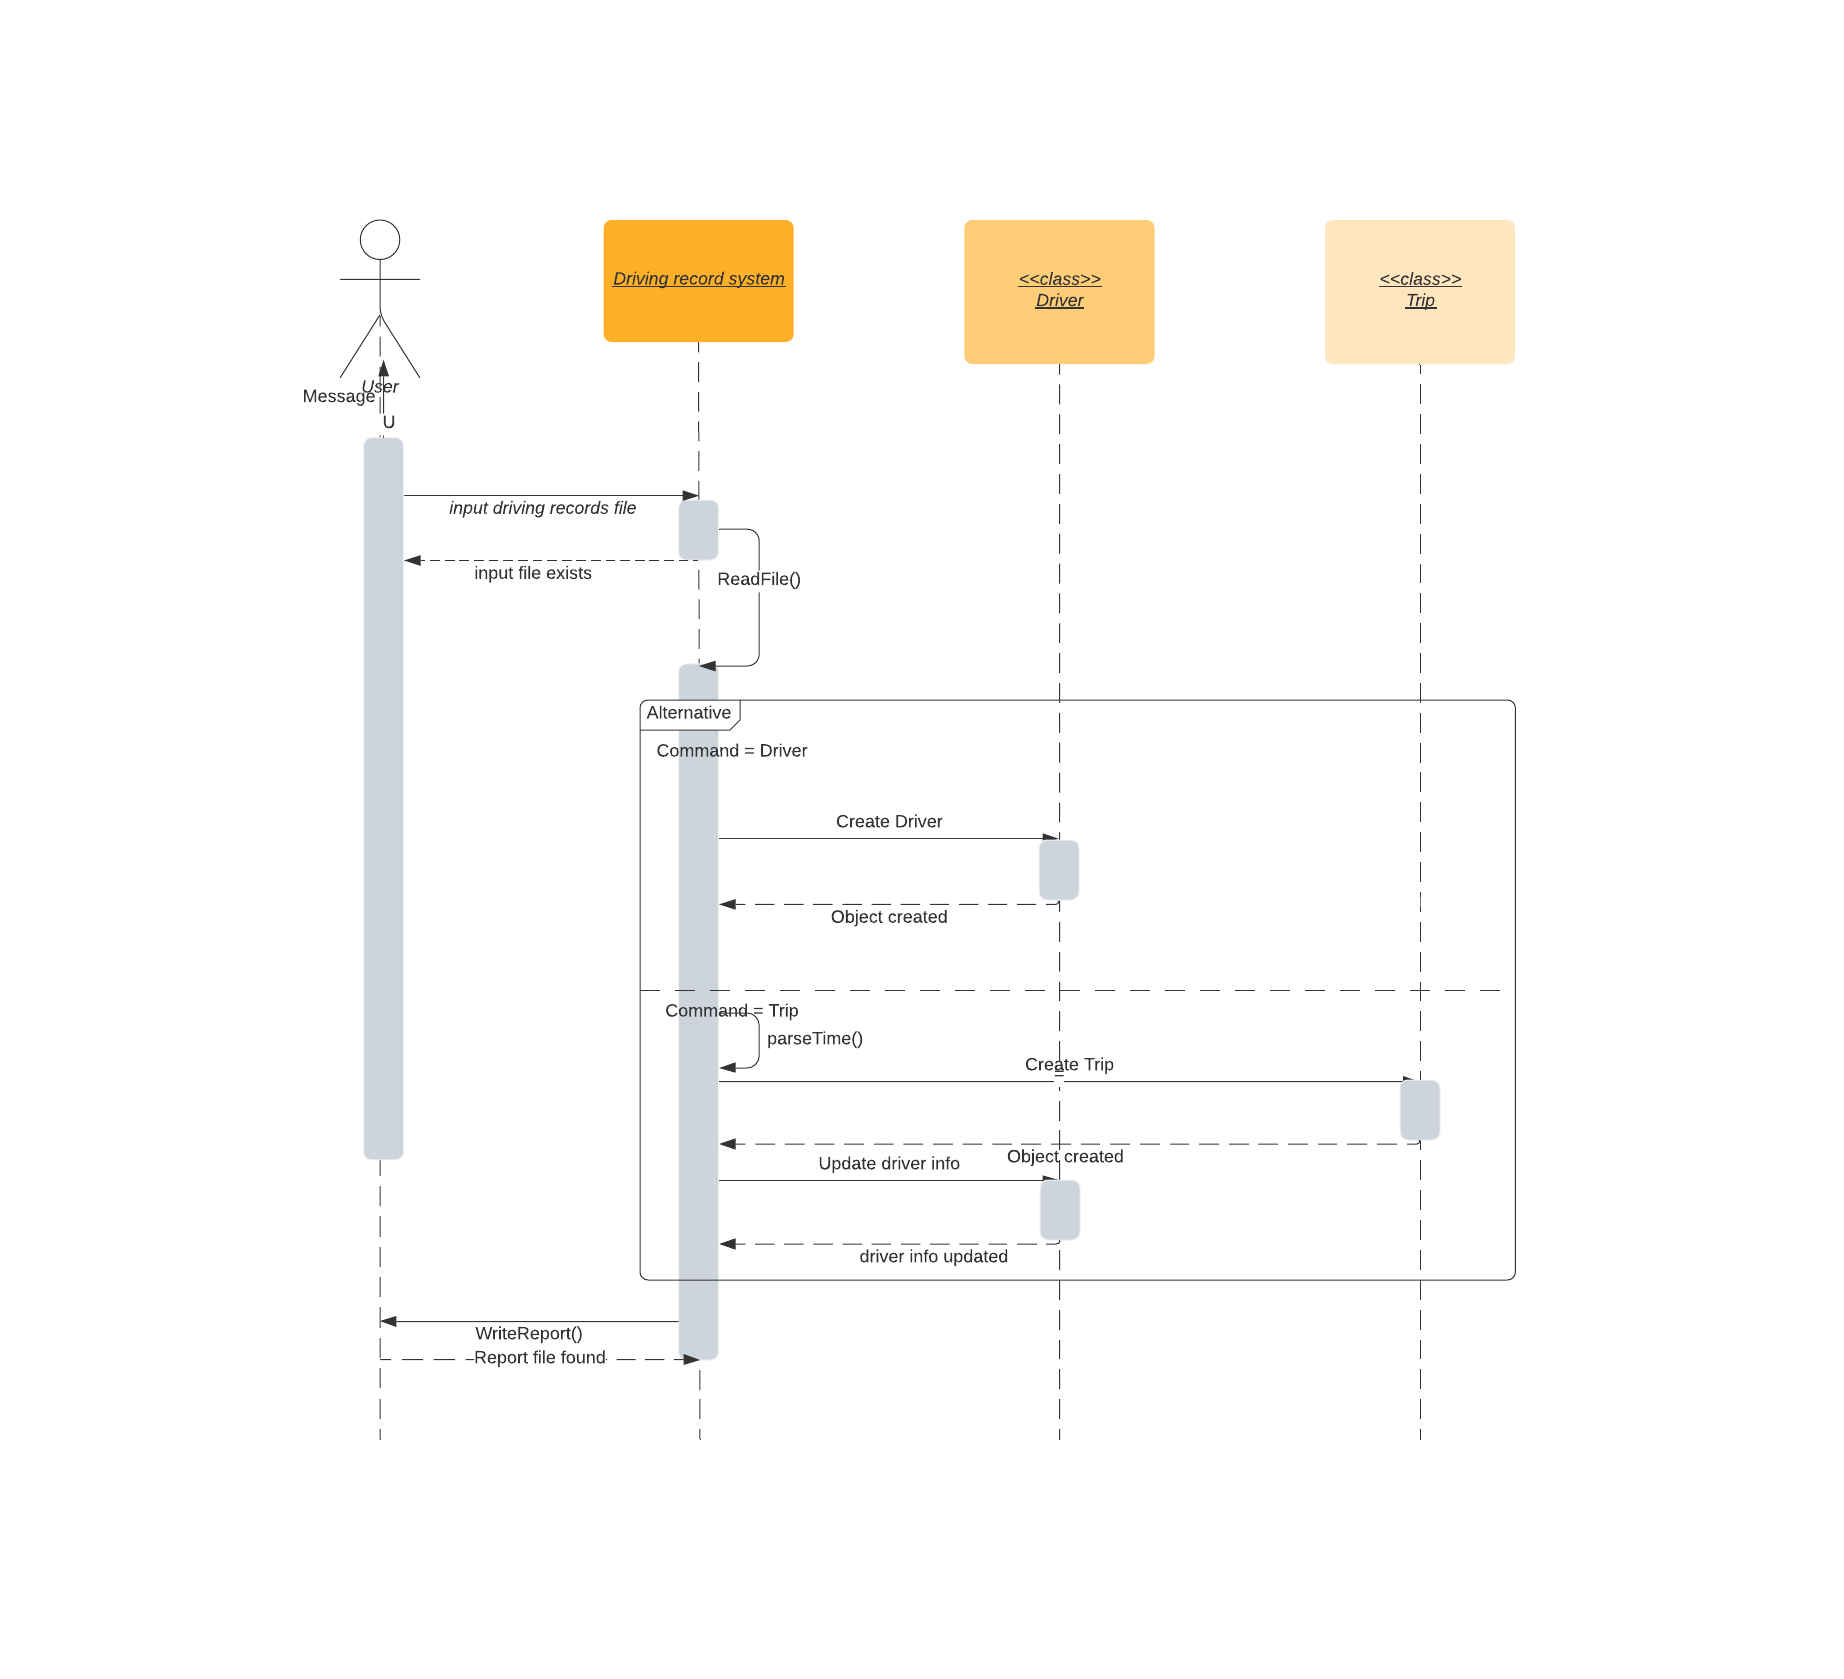 Driving record system
<<class>>
Driver
<<class>>
Trip
User
Message
U
input driving records file
input file exists
ReadFile()
Alternative
Command = Driver
Create Driver
Object created
Command = Trip
parseTime()
Create Trip
Object created
Update driver info
driver info updated
WriteReport()
Report file found